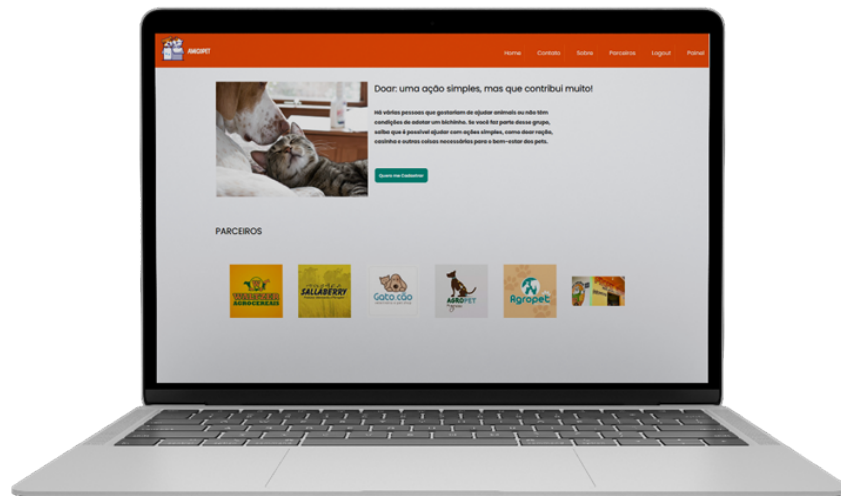 AMIGIPET
Home Contato Sobre Parceiros Logout Painel
Doar: uma ação simples, mas que contribui muito!
Há várias pessoas que gostariam de ajudar animais ou não têm
condições de adotar um bichinho. Se você faz parte desse grupo,
saiba que é possível ajudar com ações simples, como doar ração,
casinha e outras coisas necessárias para o bem-estar dos pets.
Quero me Cadastrar
PARCEIROS
AGROCEREAIS
SALLABERRY
Gato.cão
AGROPET
Agropet